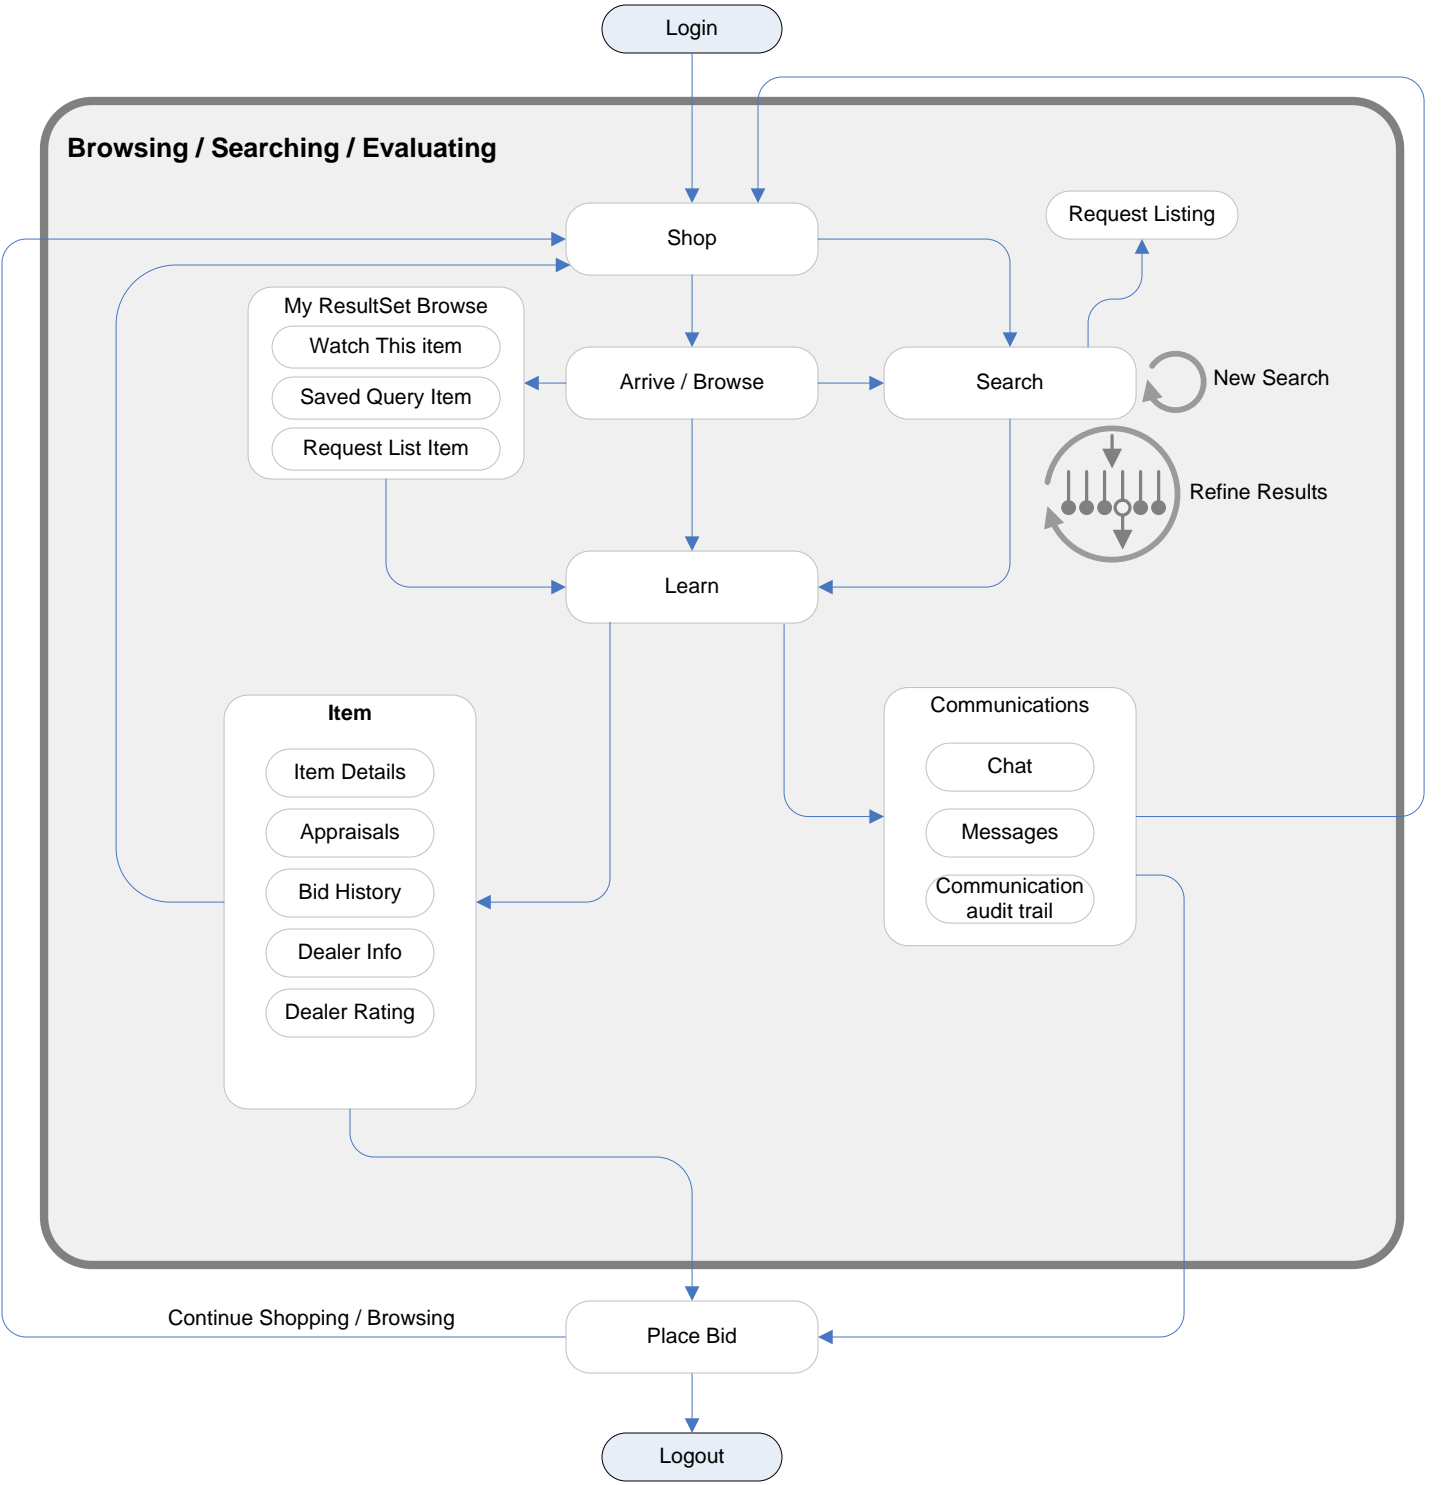 Login
Browsing / Searching / Evaluating
Shop
Request Listing
My ResultSet Browse
Watch This item
Saved Query Item
Request List Item
Arrive / Browse
Search
New Search
Refine Results
Learn
Item
Item Details
Appraisals
Bid History
Dealer Info
Dealer Rating
Communications
Chat
Messages
Communication
audit trail
Continue Shopping / Browsing
Place Bid
Logout